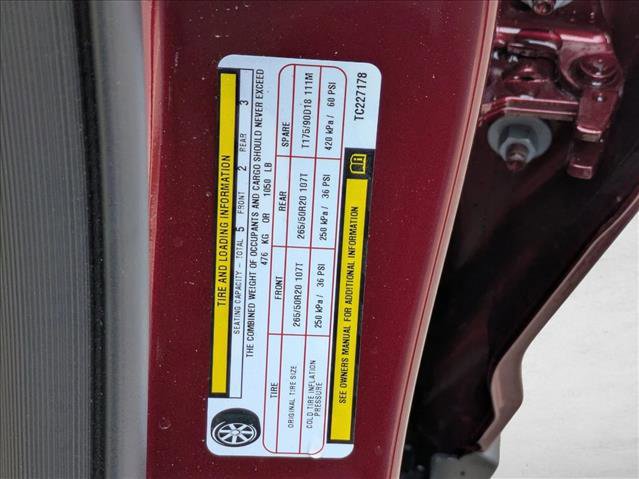 TIRE AND LOADING INFORMATION
SEATING CAPACITY - TOTAL 5 FRONT 2 REAR 3
THE COMBINED WEIGHT OF OCCUPANTS AND CARGO SHOULD NEVER EXCEED
476 KG OR 1050 LB
TIRE FRONT REAR SPARE
ORIGINAL TIRE SIZE 265/50R20 107T 265/50R20 107T T175/90D18 111M
COLD TIRE INFLATION
PRESSURE 250 kPa / 36 PSI 250 kPa / 36 PSI 420 kPa / 60 PSI
SEE OWNERS MANUAL FOR ADDITIONAL INFORMATION
TC227178